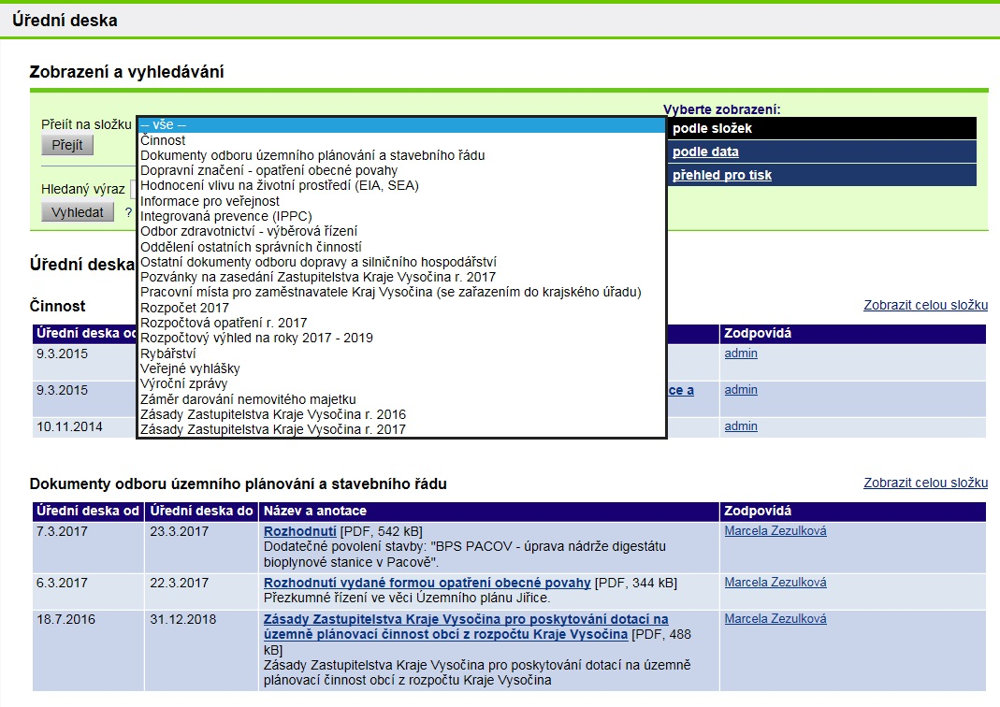 Úřední deska
Zobrazení a vyhledávání
Přejít na složku
Přejít
Hledaný výraz
Vyhledat ?
-- vše --
Činnost
Dokumenty odboru územního plánování a stavebního řádu
Dopravní značení - opatření obecné povahy
Hodnocení vlivu na životní prostředí (EIA, SEA)
Informace pro veřejnost
Integrovaná prevence (IPPC)
Odbor zdravotnictví - výběrová řízení
Oddělení ostatních správních činností
Ostatní dokumenty odboru dopravy a silničního hospodářství
Pozvánky na zasedání Zastupitelstva Kraje Vysočina r. 2017
Pracovní místa pro zaměstnavatele Kraj Vysočina (se zařazením do krajského úřadu)
Rozpočet 2017
Rozpočtová opatření r. 2017
Rozpočtový výhled na roky 2017 - 2019
Rybářství
Veřejné vyhlášky
Výroční zprávy
Záměr darování nemovitého majetku
Zásady Zastupitelstva Kraje Vysočina r. 2016
Zásady Zastupitelstva Kraje Vysočina r. 2017
Vyberte zobrazení:
podle složek
podle data
přehled pro tisk
Úřední deska
Činnost Zobrazit celou složku
Úřední deska od Zodpovídá
9.3.2015 admin
9.3.2015 ce a admin
10.11.2014 admin
Dokumenty odboru územního plánování a stavebního řádu Zobrazit celou složku
Úřední deska od Úřední deska do Název a anotace Zodpovídá
7.3.2017 23.3.2017 Rozhodnutí [PDF, 542 kB] Marcela Zezulková
Dodatečné povolení stavby: "BPS PACOV - úprava nádrže digestátu
bioplynové stanice v Pacově".
6.3.2017 22.3.2017 Rozhodnutí vydané formou opatření obecné povahy [PDF, 344 kB] Marcela Zezulková
Přezkumné řízení ve věci Územního plánu Jiřice.
18.7.2016 31.12.2018 Zásady Zastupitelstva Kraje Vysočina pro poskytování dotací na Marcela Zezulková
územně plánovací činnost obcí z rozpočtu Kraje Vysočina [PDF, 488
kB]
Zásady Zastupitelstva Kraje Vysočina pro poskytování dotací na územně
plánovací činnost obcí z rozpočtu Kraje Vysočina